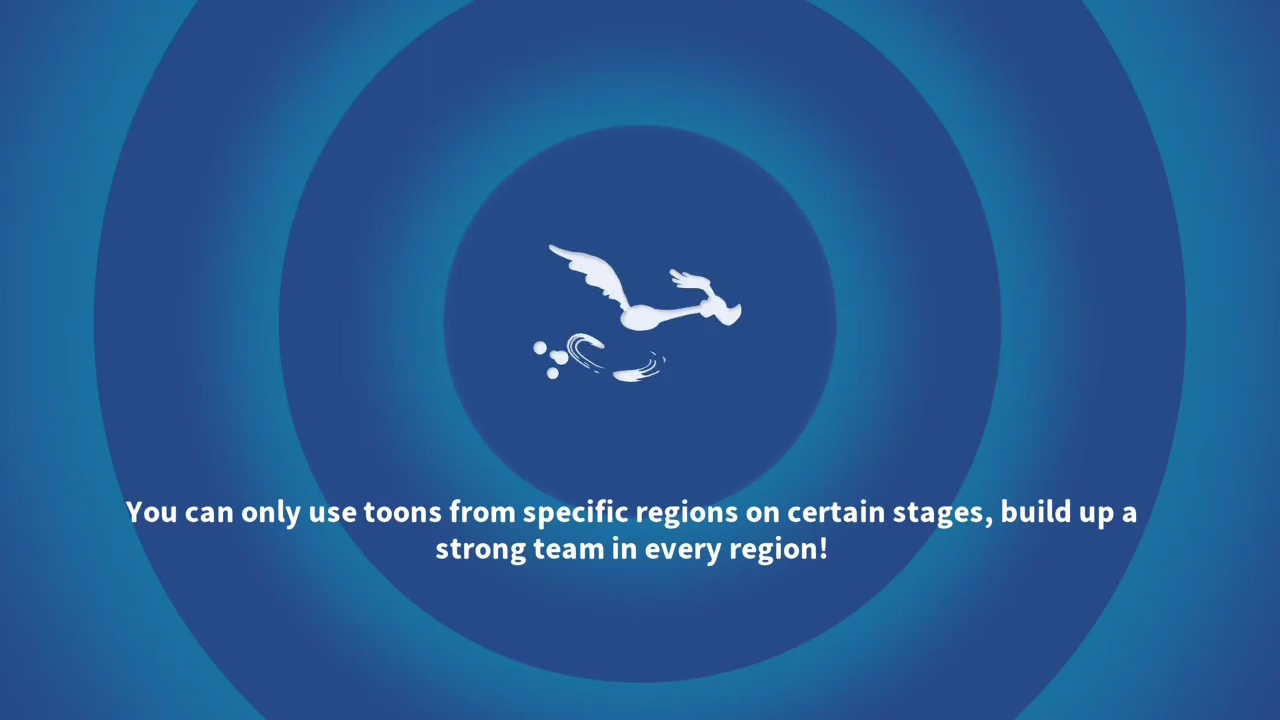 You can only use toons from specific regions on certain stages, build up a
strong team in every region!